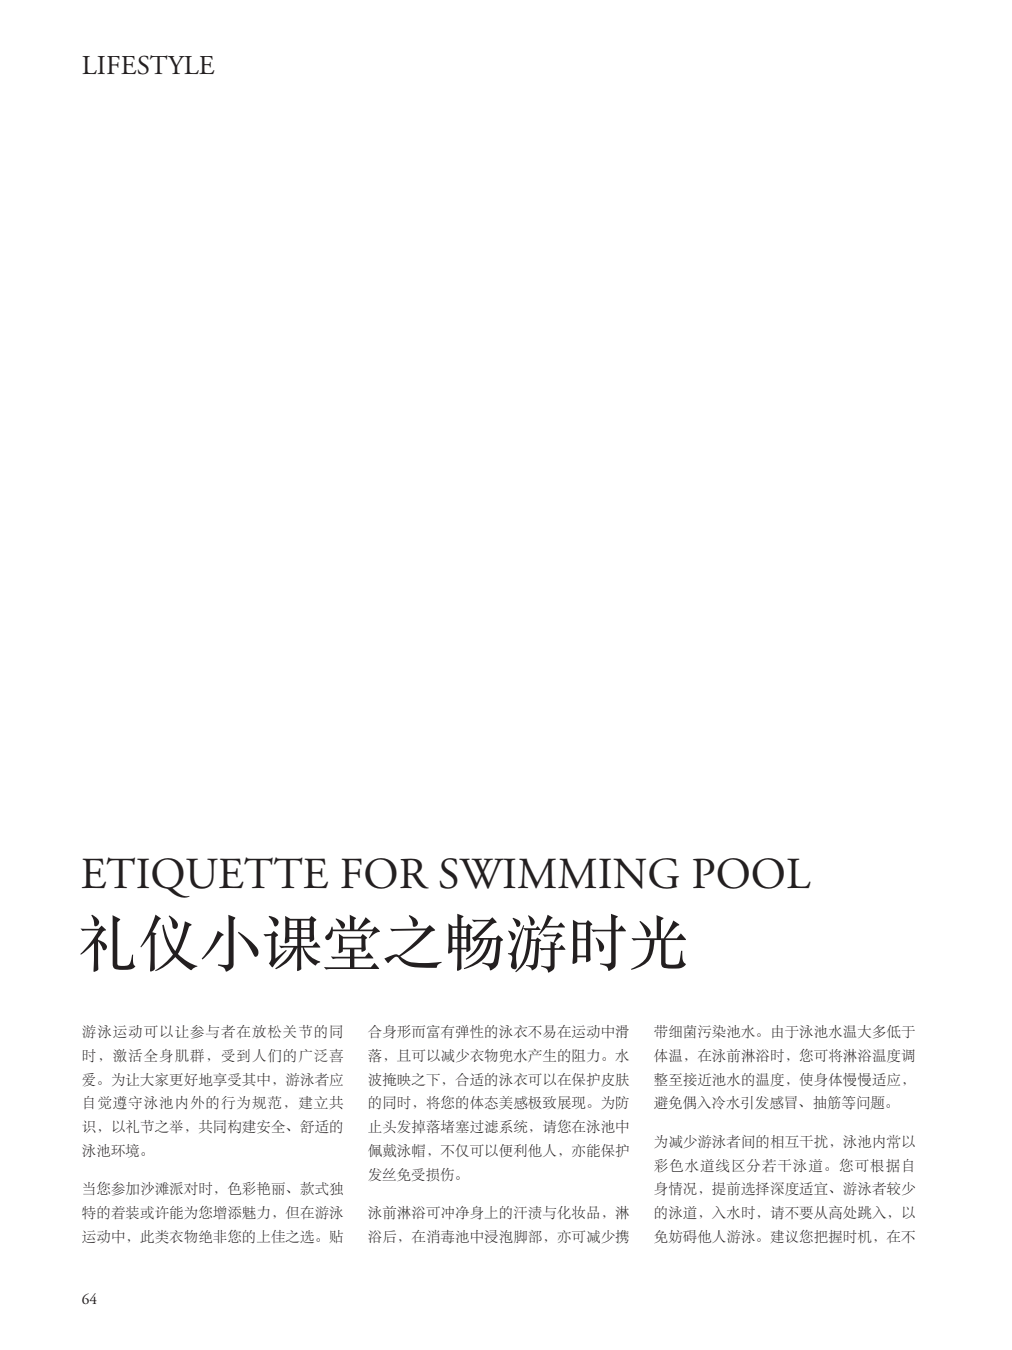 LIFESTYLE
ETIQUETTE FOR SWIMMING POOL
礼仪小课堂之畅游时光
游泳运动可以让参与者在放松关节的同
时，激活全身肌群，受到人们的广泛喜
爱。为让大家更好地享受其中，游泳者应
自觉遵守泳池内外的行为规范，建立共
识，以礼节之举，共同构建安全、舒适的
泳池环境。
当您参加沙滩派对时，色彩艳丽、款式独
特的着装或许能为您增添魅力，但在游泳
运动中，此类衣物绝非您的上佳之选。贴
合身形而富有弹性的泳衣不易在运动中滑
落，且可以减少衣物兜水产生的阻力。水
波掩映之下，合适的泳衣可以在保护皮肤
的同时，将您的体态美感极致展现。为防
止头发掉落堵塞过滤系统，请您在泳池中
佩戴泳帽，不仅可以便利他人，亦能保护
发丝免受损伤。
泳前淋浴可冲净身上的汗渍与化妆品，淋
浴后，在消毒池中浸泡脚部，亦可减少携
带细菌污染池水。由于泳池水温大多低于
体温，在泳前淋浴时，您可将淋浴温度调
整至接近池水的温度，使身体慢慢适应，
避免偶入冷水引发感冒、抽筋等问题。
为减少游泳者间的相互干扰，泳池内常以
彩色水道线区分若干泳道。您可根据自
身情况，提前选择深度适宜、游泳者较少
的泳道，入水时，请不要从高处跳入，以
免妨碍他人游泳。建议您把握时机，在不
64